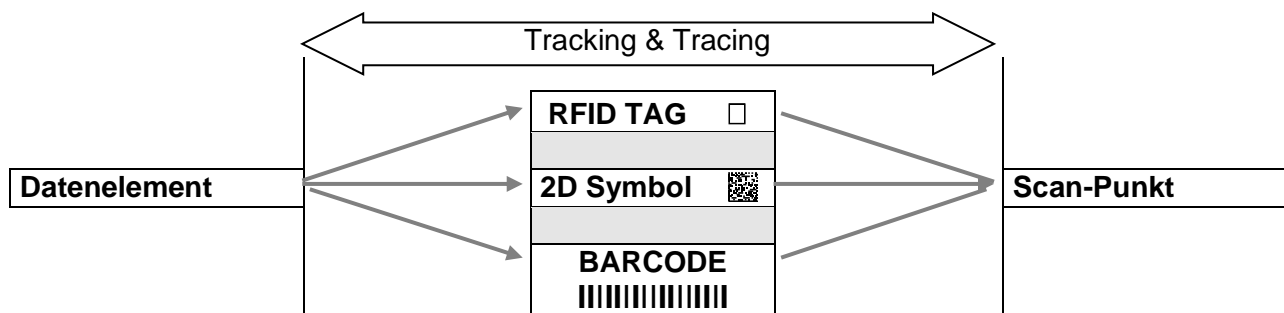 Tracking & Tracing
RFID TAG
Datenelement
2D Symbol
Scan-Punkt
BARCODE